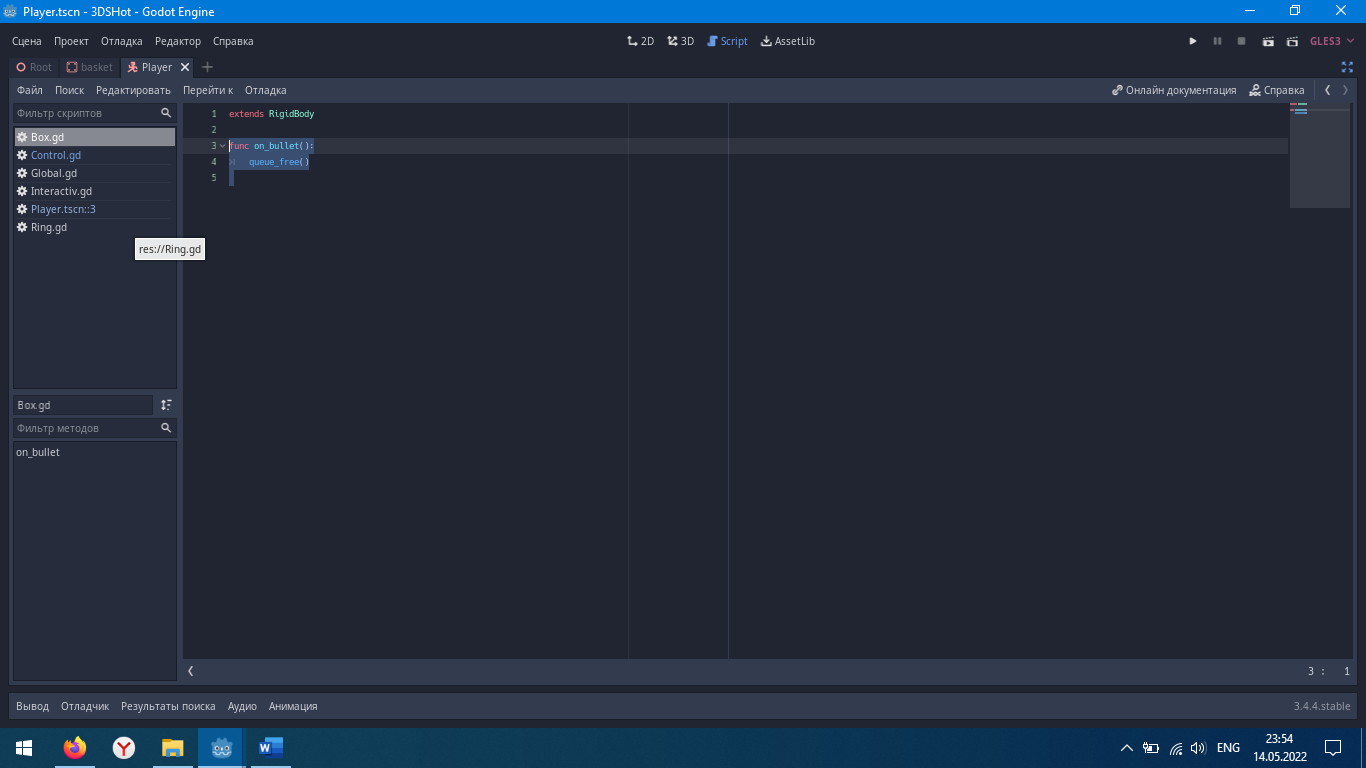 Player.tscn - 3DSHot - Godot Engine
Сцена Проект Отладка Редактор Справка 2D 3D Script AssetLib GLES3
Root basket Player
Файл Поиск Редактировать Перейти к Отладка Онлайн документация Справка
Фильтр скриптов
Box.gd
Control.gd
Global.gd
Interactiv.gd
Player.tscn::3
Ring.gd
res://Ring.gd
Box.gd
Фильтр методов
on_bullet
1 extends RigidBody
2
3 func on_bullet():
4 queue_free()
5
3 : 1
Вывод Отладчик Результаты поиска Аудио Анимация 3.4.4.stable
ENG 23:54
14.05.2022